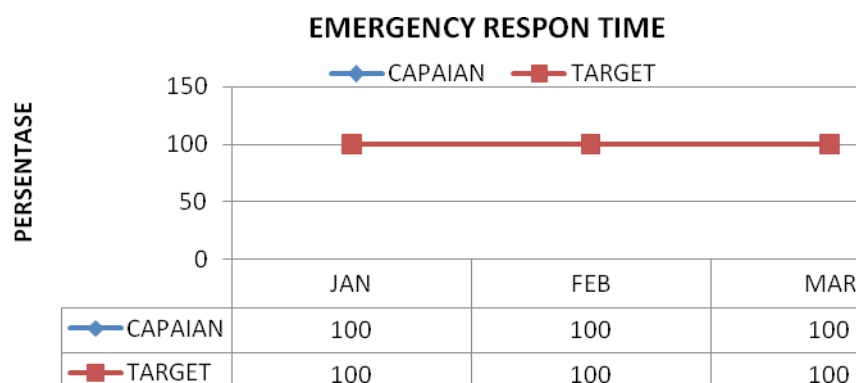 EMERGENCY RESPON TIME
CAPAIAN TARGET
PERSENTASE
150
100
50
0
JAN FEB MAR
CAPAIAN 100 100 100
TARGET 100 100 100